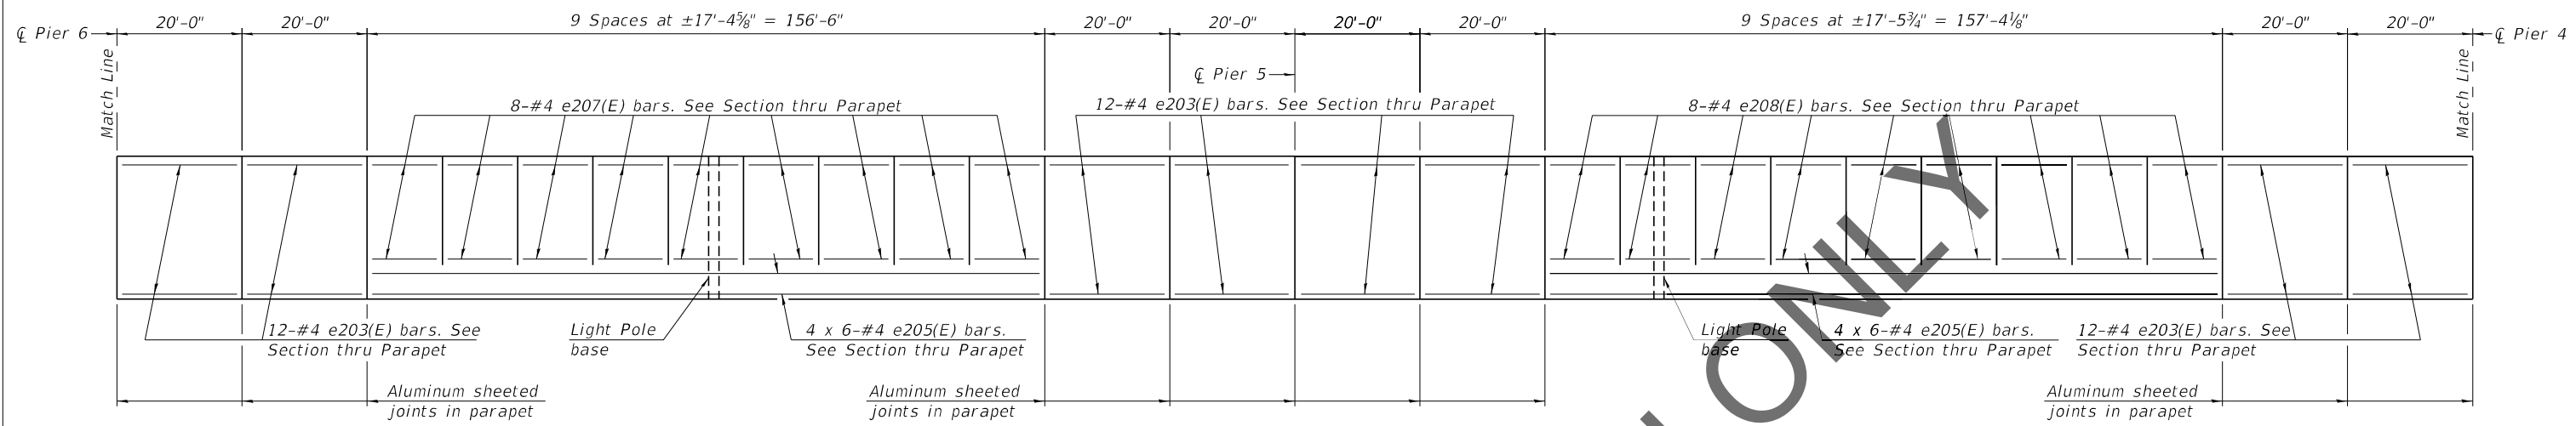 20'-0" 20'-0" 9 Spaces at ±17'-4⅝" = 156'-6" 20'-0" 20'-0" 20'-0" 20'-0" 9 Spaces at ±17'-5¾" = 157'-4⅛" 20'-0" 20'-0"
℄ Pier 6
℄ Pier 4
Match Line
℄ Pier 5
Match Line
8-#4 e207(E) bars. See Section thru Parapet
12-#4 e203(E) bars. See Section thru Parapet
8-#4 e208(E) bars. See Section thru Parapet
12-#4 e203(E) bars. See
Section thru Parapet
Light Pole
base
4 x 6-#4 e205(E) bars.
See Section thru Parapet
Light Pole
base
4 x 6-#4 e205(E) bars.
See Section thru Parapet
12-#4 e203(E) bars. See
Section thru Parapet
Aluminum sheeted
joints in parapet
Aluminum sheeted
joints in parapet
Aluminum sheeted
joints in parapet
ONLY